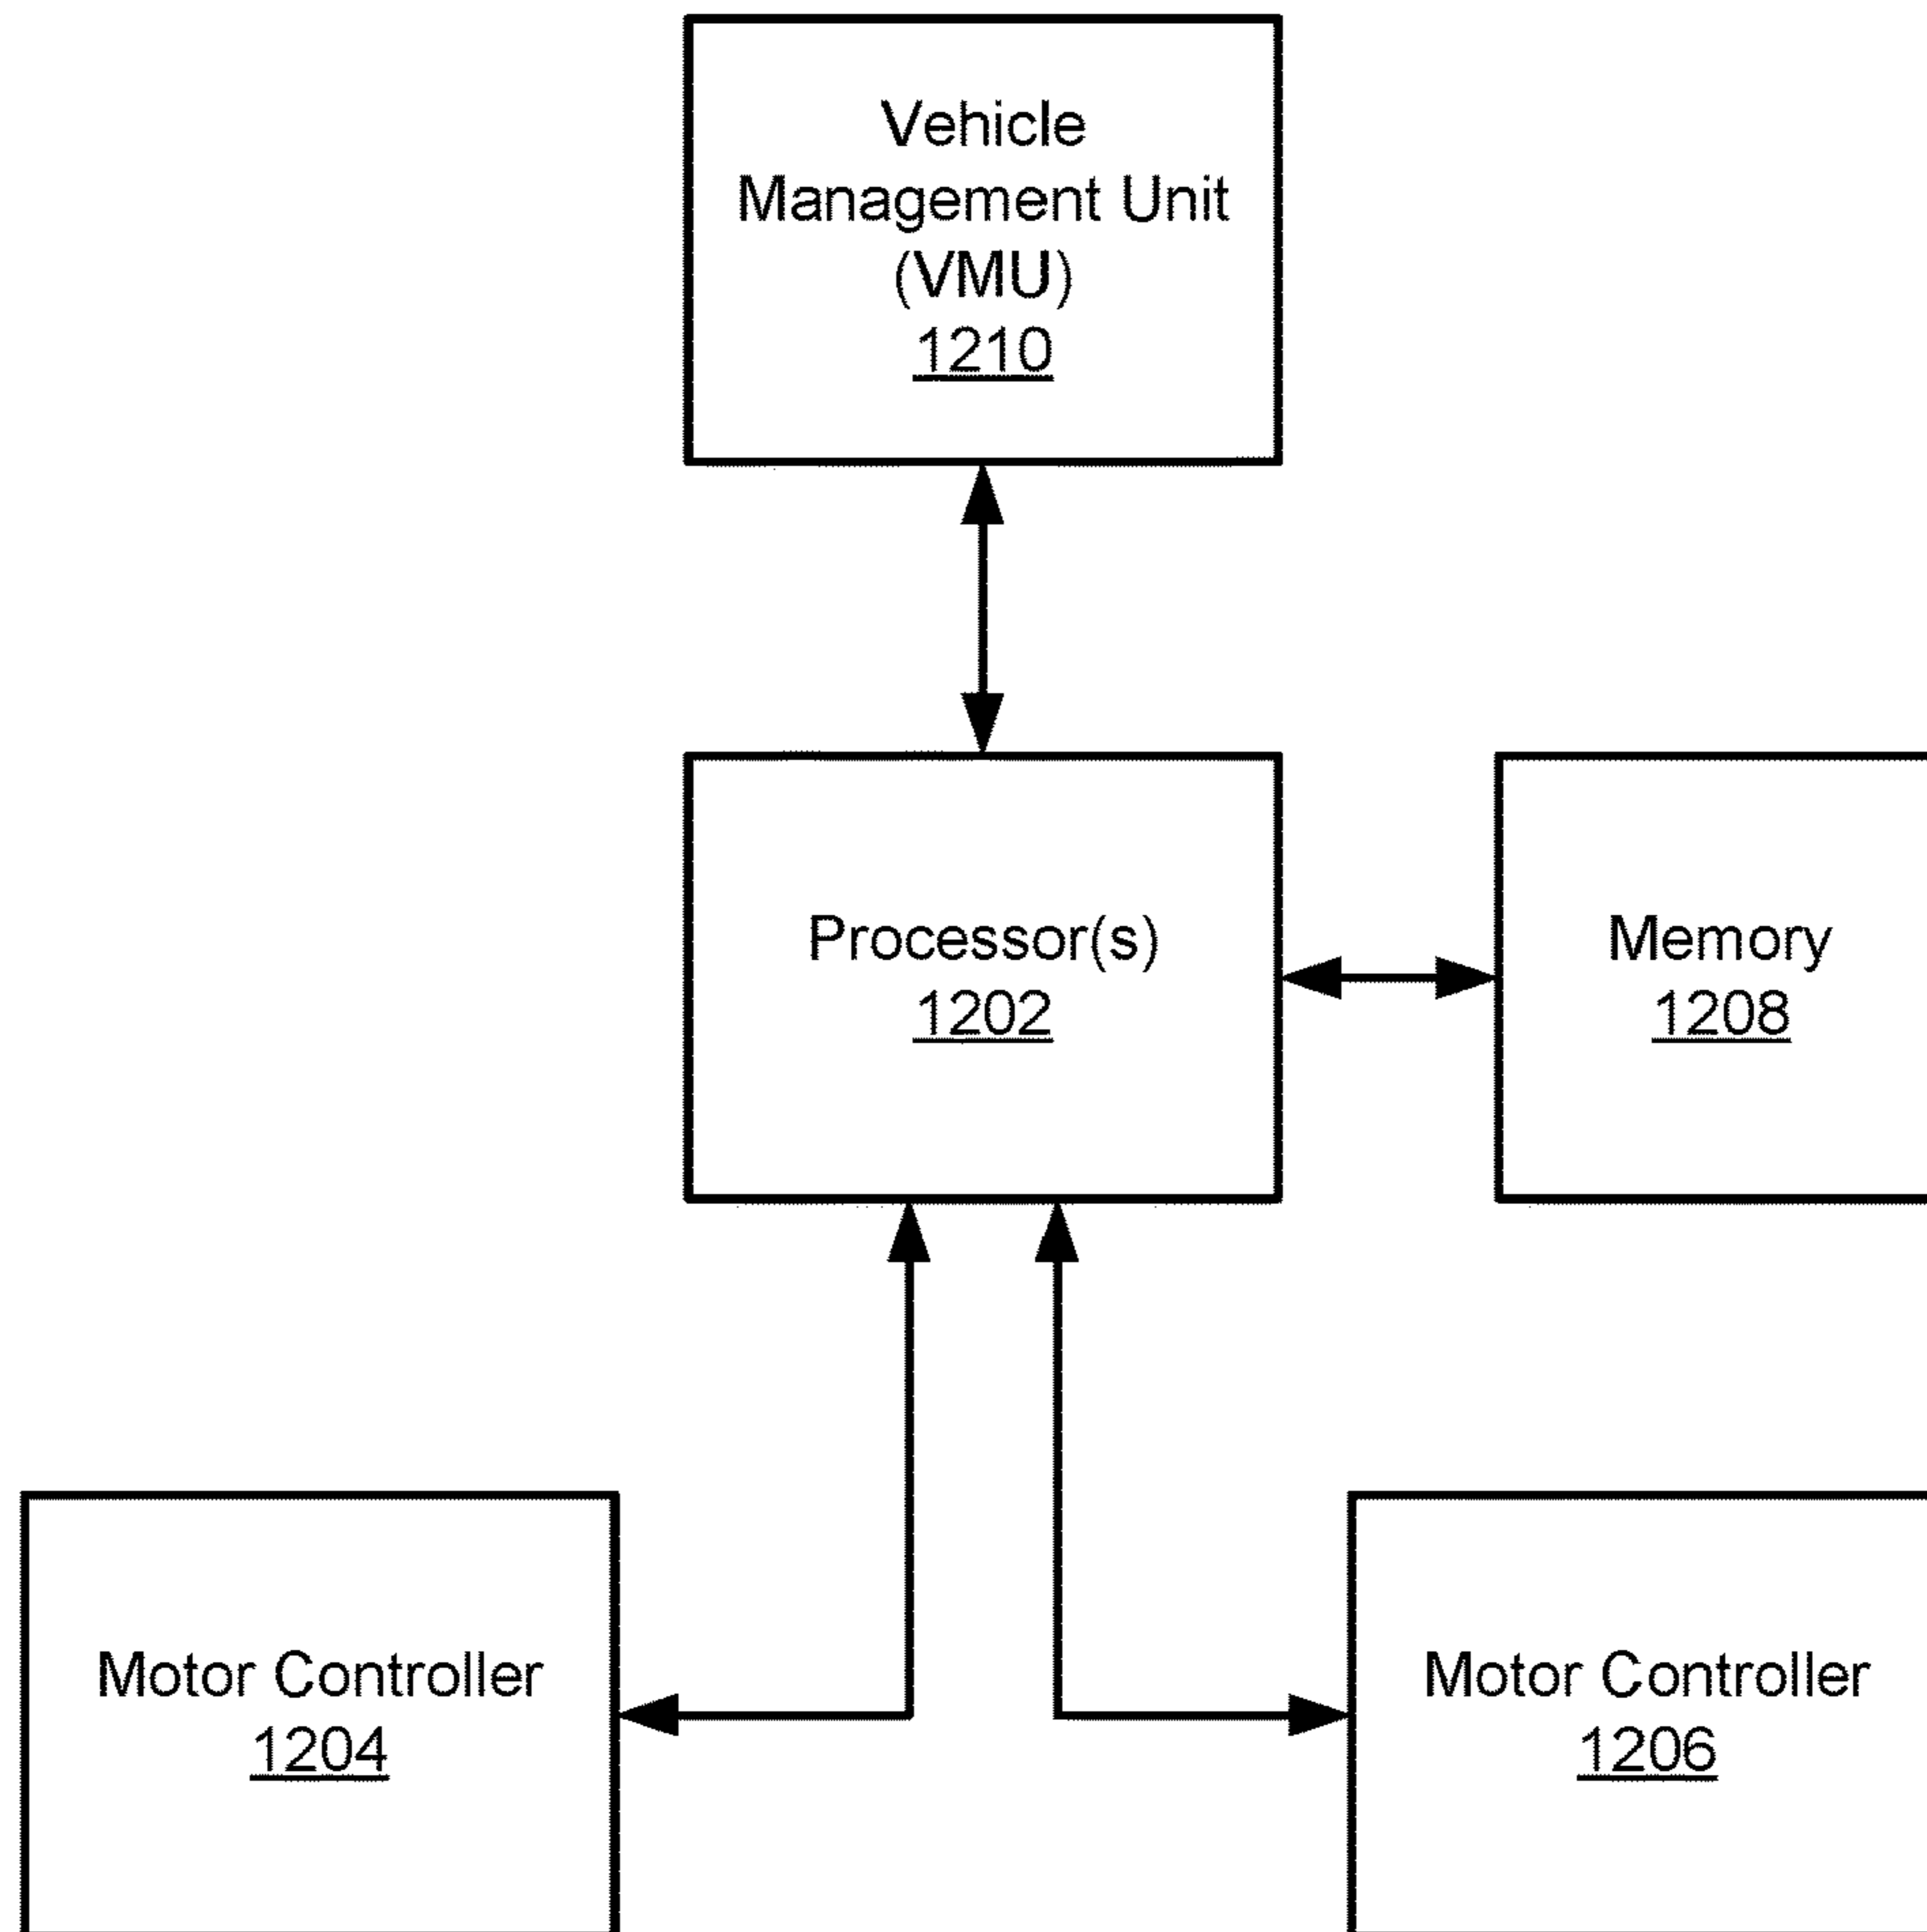 Vehicle
Management Unit
(VMU)
1210
Processor(s)
1202
Memory
1208
Motor Controller
1204
Motor Controller
1206